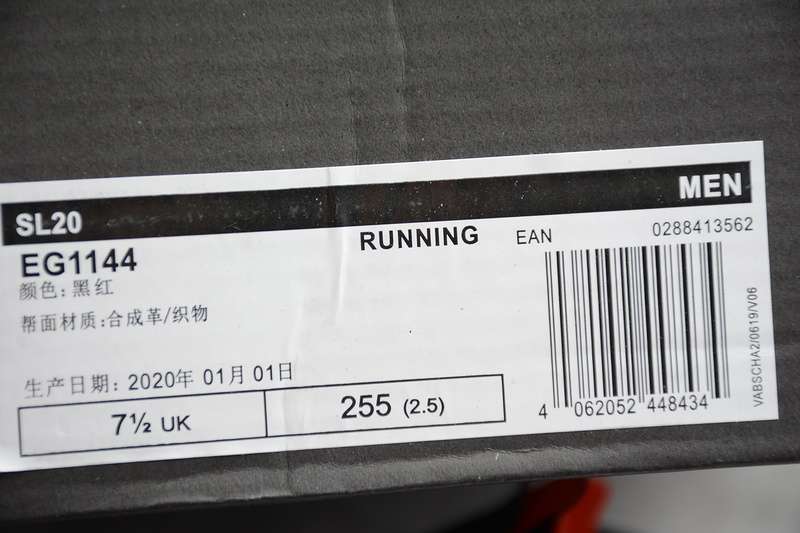 SL20 MEN
EG1144 RUNNING EAN 0288413562
颜色:黑红
帮面材质:合成革/织物
生产日期: 2020年 01月 01日
7½ UK 255 (2.5)
4 062052 448434
VABSCHA2/0619/V06